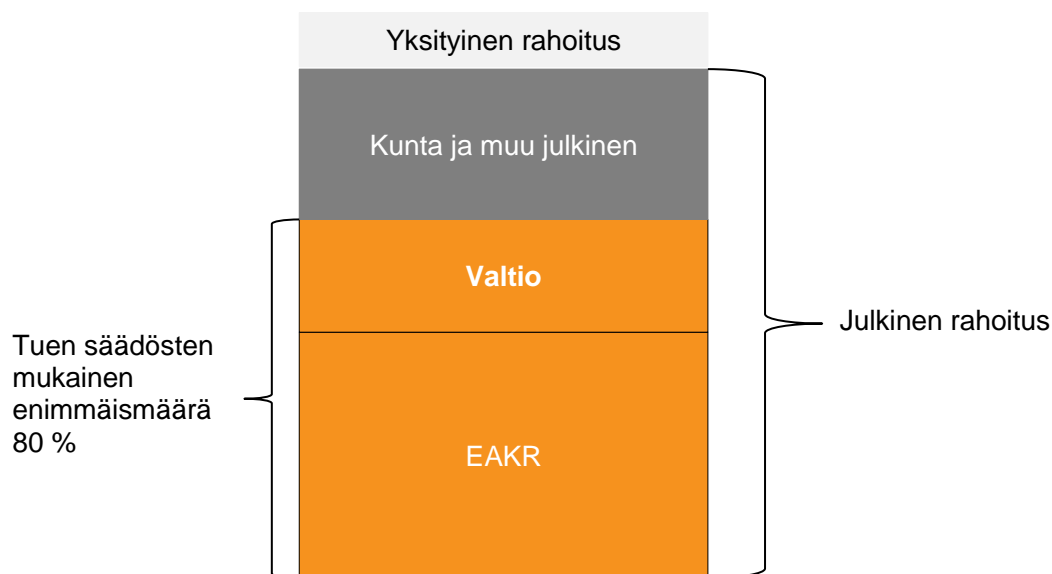 Yksityinen rahoitus
Kunta ja muu julkinen
Valtio
Julkinen rahoitus
Tuen säädösten
mukainen
enimmäismäärä
80 %
EAKR